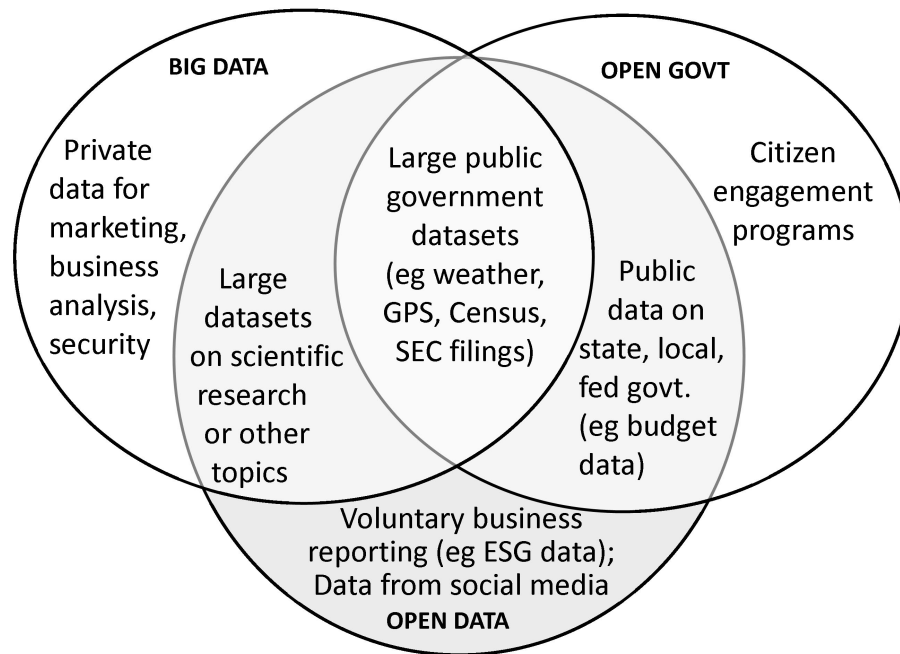 BIG DATA
OPEN GOVT
Private
data for
marketing,
business
analysis,
security
Large
datasets
on scientific
research
or other
topics
Large public
government
datasets
(eg weather,
GPS, Census,
SEC filings)
Public
data on
state, local,
fed govt.
(eg budget
data)
Citizen
engagement
programs
Voluntary business
reporting (eg ESG data);
Data from social media
OPEN DATA